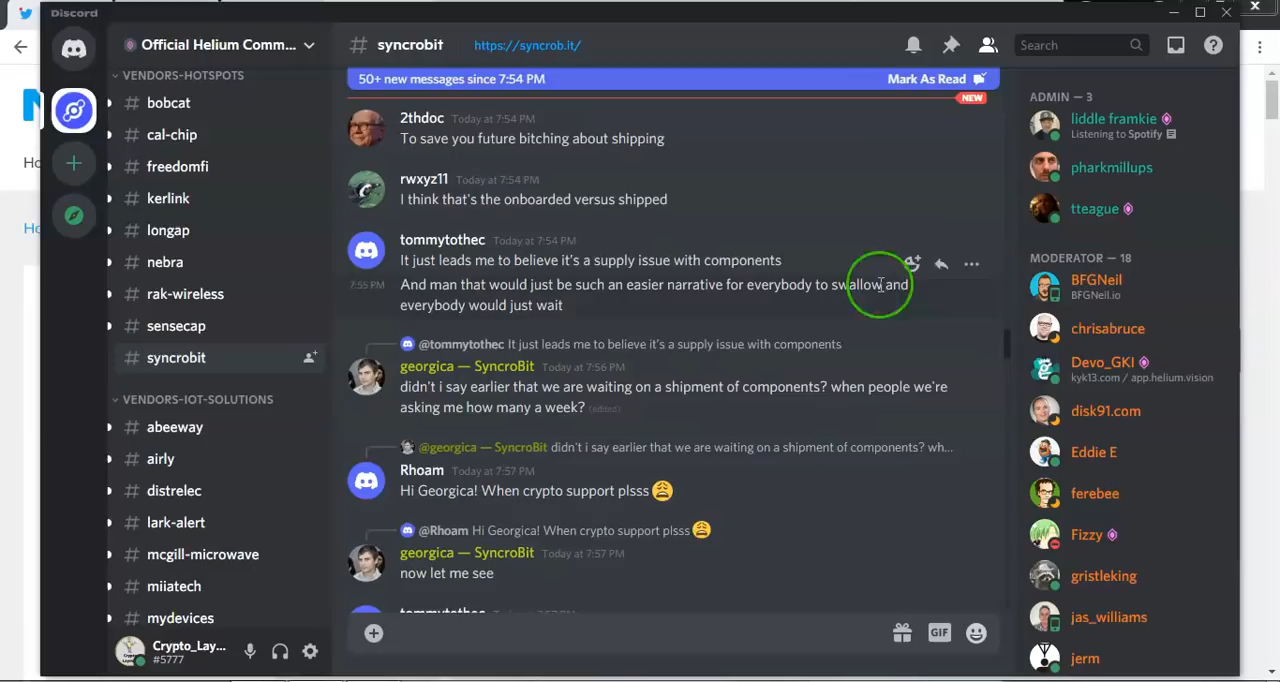 Discord
Official Helium Comm...
VENDORS-HOTSPOTS
# bobcat
# cal-chip
# freedomfi
# kerlink
# longap
# nebra
# rak-wireless
# sensecap
# syncrobit
VENDORS-IOT-SOLUTIONS
# abeeway
# airly
# distrelec
# lark-alert
# mcgill-microwave
# miiatech
# mydevices
Crypto_Lay...
#5777
# syncrobit https://syncrob.it/
Search
50+ new messages since 7:54 PM Mark As Read
NEW
2thdoc Today at 7:54 PM
To save you future bitching about shipping
rwxyz11 Today at 7:54 PM
I think that's the onboarded versus shipped
tommytothec Today at 7:54 PM
It just leads me to believe it's a supply issue with components
7:55 PM And man that would just be such an easier narrative for everybody to swallow and
everybody would just wait
@tommytothec It just leads me to believe it's a supply issue with components
georgica — SyncroBit Today at 7:56 PM
didn't i say earlier that we are waiting on a shipment of components? when people we're
asking me how many a week? (edited)
@georgica — SyncroBit didn't i say earlier that we are waiting on a shipment of components? wh...
Rhoam Today at 7:57 PM
Hi Georgica! When crypto support plsss 😩
@Rhoam Hi Georgica! When crypto support plsss 😩
georgica — SyncroBit Today at 7:57 PM
now let me see
tommytothec Today at 7:57 PM
GIF
ADMIN — 3
liddle framkie
Listening to Spotify
pharkmillups
tteague
MODERATOR — 18
BFGNeil
BFGNeil.io
chrisabruce
Devo_GKI
kyk13.com / app.helium.vision
disk91.com
Eddie E
ferebee
Fizzy
gristleking
jas_williams
jerm